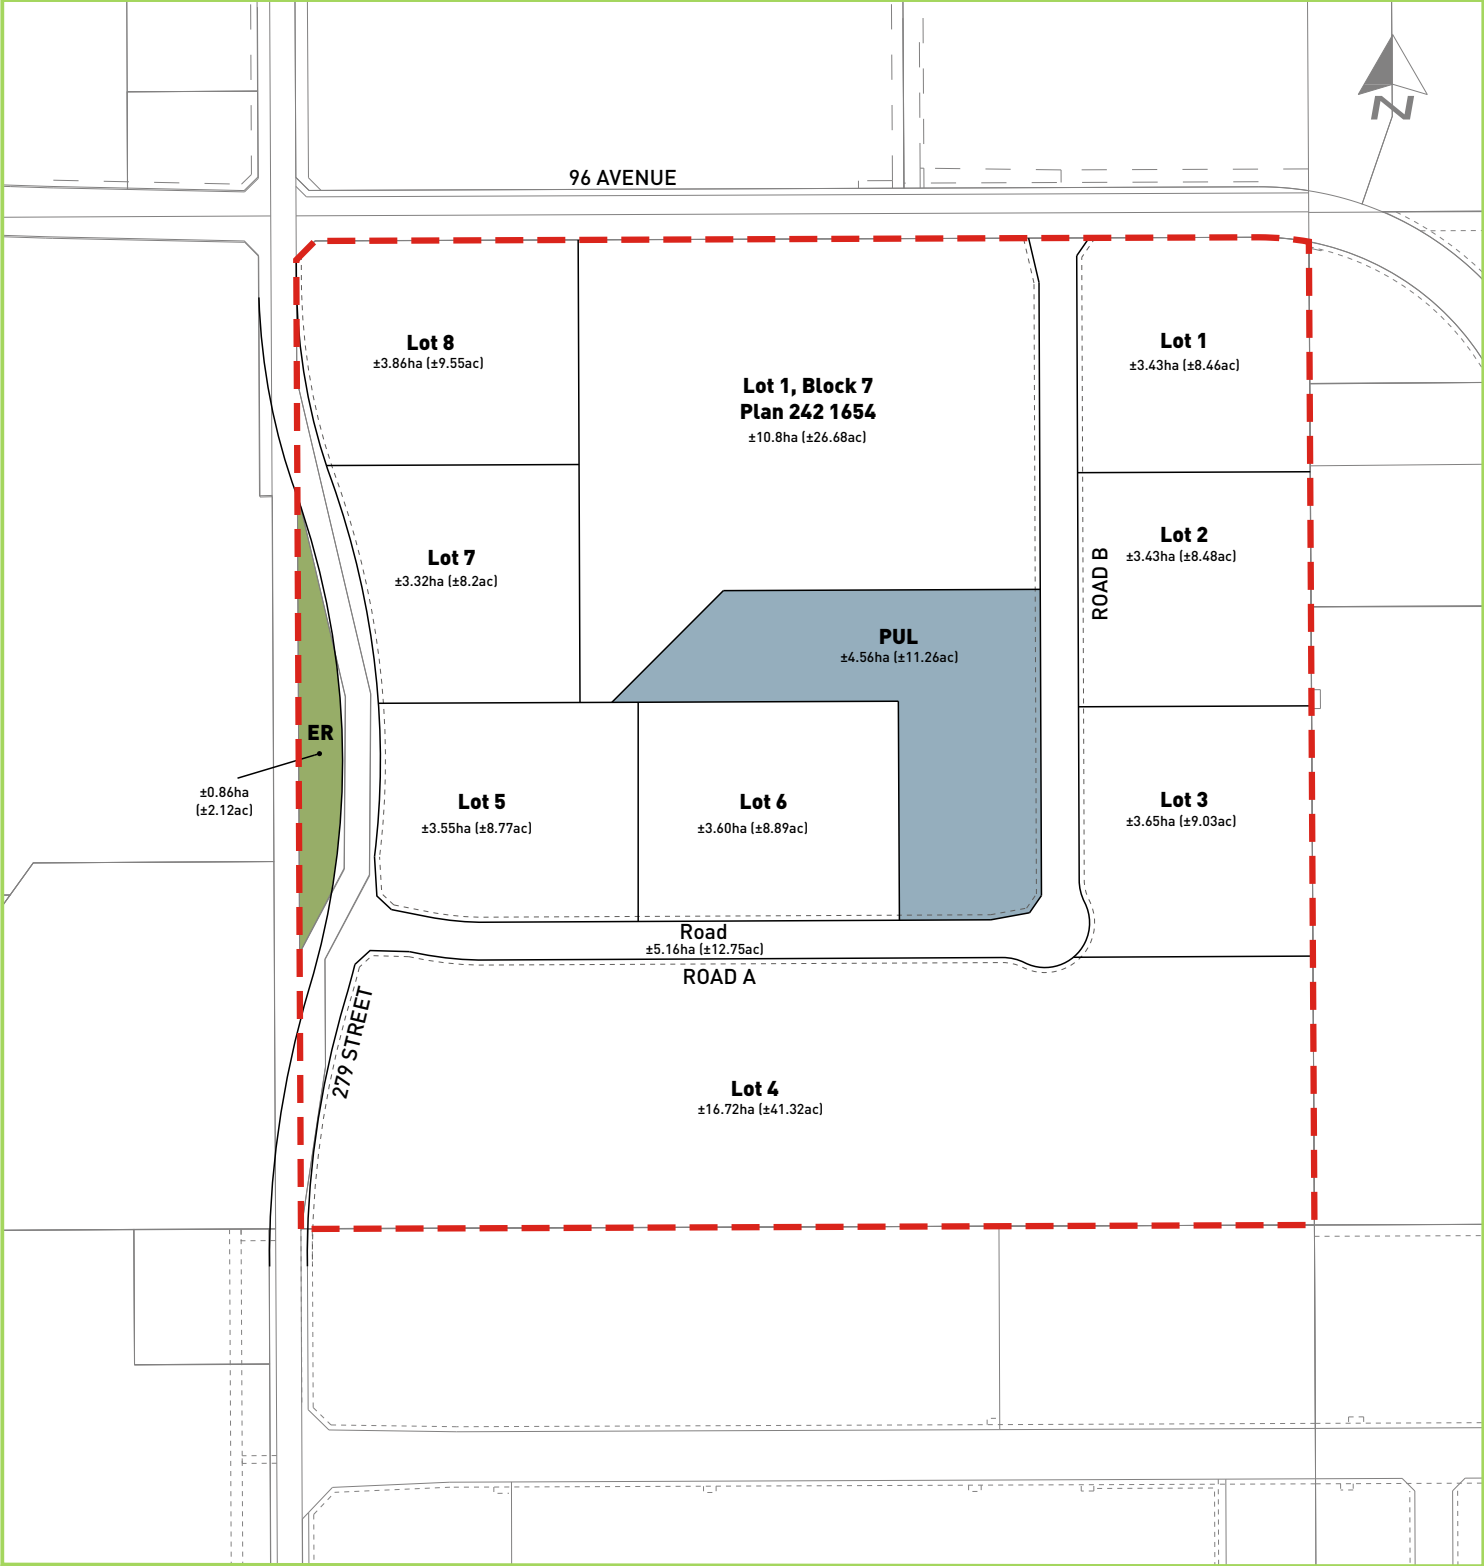 N
96 AVENUE
Lot 8
±3.86ha (±9.55ac)
Lot 1, Block 7
Plan 242 1654
±10.8ha (±26.68ac)
Lot 1
±3.43ha (±8.46ac)
Lot 7
±3.32ha (±8.2ac)
ROAD B
Lot 2
±3.43ha (±8.48ac)
PUL
±4.56ha (±11.26ac)
ER
±0.86ha
(±2.12ac)
Lot 5
±3.55ha (±8.77ac)
Lot 6
±3.60ha (±8.89ac)
Lot 3
±3.65ha (±9.03ac)
Road
±5.16ha (±12.75ac)
ROAD A
279 STREET
Lot 4
±16.72ha (±41.32ac)